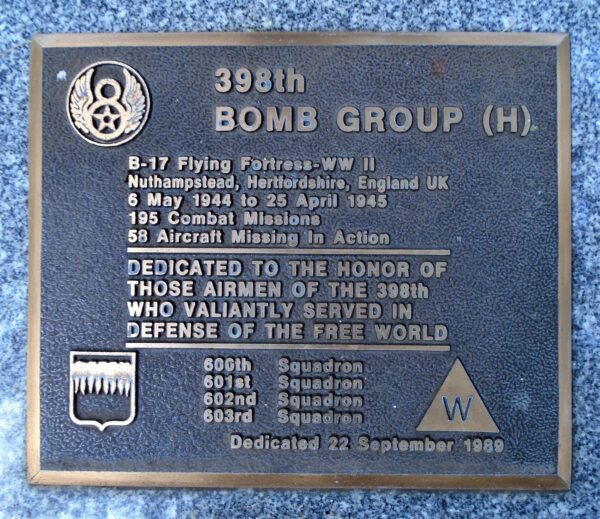 398th
BOMB GROUP (H)
B-17 Flying Fortress-WW II
Nuthampstead, Hertfordshire, England UK
6 May 1944 to 25 April 1945
195 Combat Missions
58 Aircraft Missing In Action
DEDICATED TO THE HONOR OF
THOSE AIRMEN OF THE 398th
WHO VALIANTLY SERVED IN
DEFENSE OF THE FREE WORLD
600th Squadron
601st Squadron
602nd Squadron
603rd Squadron
W
Dedicated 22 September 1989